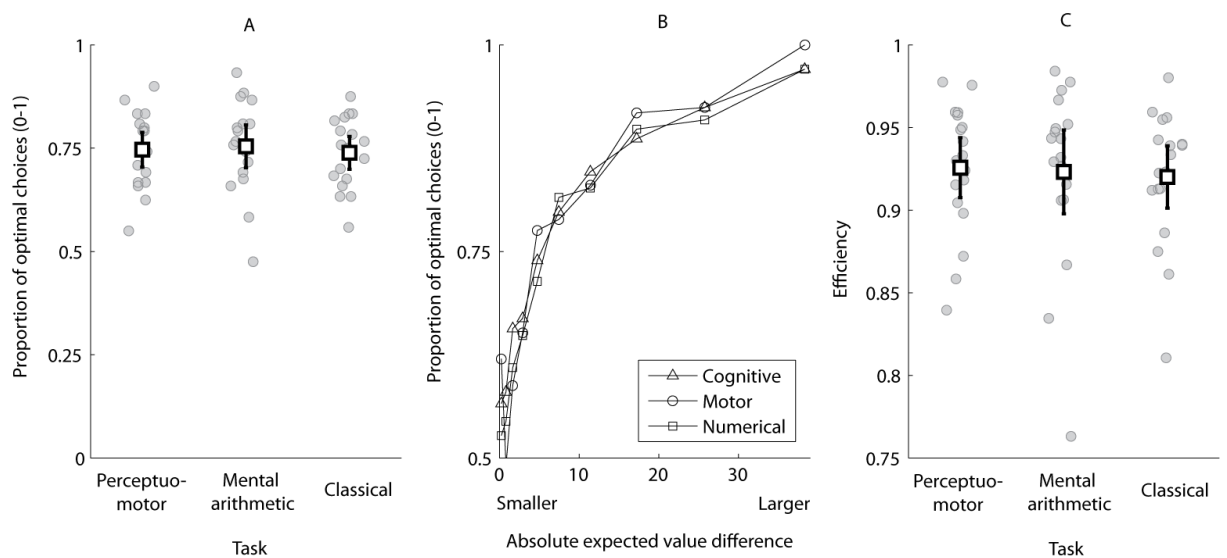 A
Proportion of optimal choices (0-1)
1
0.75
0.5
0.25
0
Perceptuo-
motor
Mental
arithmetic
Classical
Task
B
Proportion of optimal choices (0-1)
1
0.75
0.5
Cognitive
Motor
Numerical
0
10
20
30
Smaller
Larger
Absolute expected value difference
C
Efficiency
1
0.95
0.9
0.85
0.8
0.75
Perceptuo-
motor
Mental
arithmetic
Classical
Task